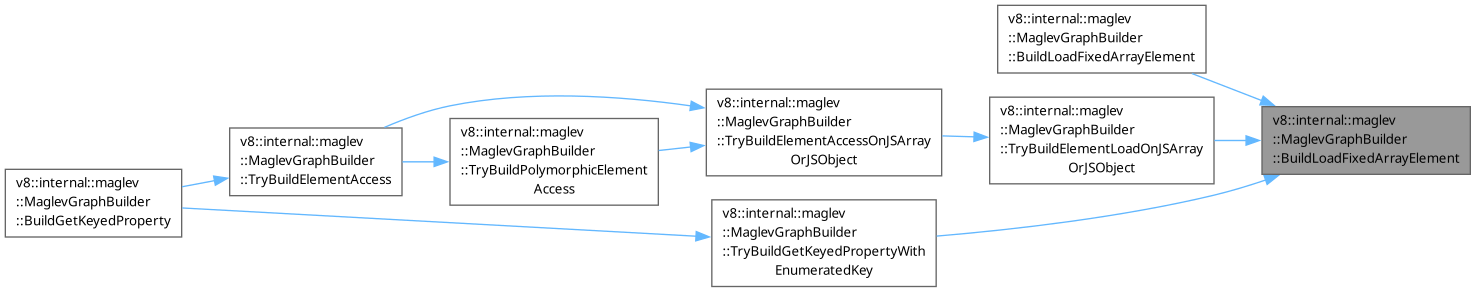 v8::internal::maglev
::MaglevGraphBuilder
::BuildLoadFixedArrayElement
v8::internal::maglev
::MaglevGraphBuilder
::TryBuildElementAccessOnJSArray
OrJSObject
v8::internal::maglev
::MaglevGraphBuilder
::TryBuildElementLoadOnJSArray
OrJSObject
v8::internal::maglev
::MaglevGraphBuilder
::BuildLoadFixedArrayElement
v8::internal::maglev
::MaglevGraphBuilder
::TryBuildElementAccess
v8::internal::maglev
::MaglevGraphBuilder
::TryBuildPolymorphicElement
Access
v8::internal::maglev
::MaglevGraphBuilder
::BuildGetKeyedProperty
v8::internal::maglev
::MaglevGraphBuilder
::TryBuildGetKeyedPropertyWith
EnumeratedKey